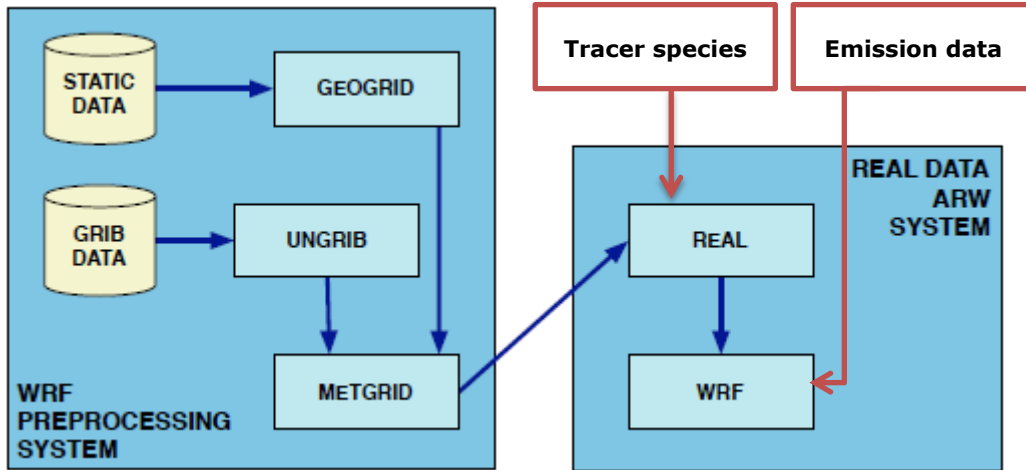 Tracer species
Emission data
STATIC
DATA
GEOGRID
GRIB
DATA
UNGRIB
METGRID
WRF
PREPROCESSING
SYSTEM
REAL DATA
ARW
SYSTEM
REAL
WRF